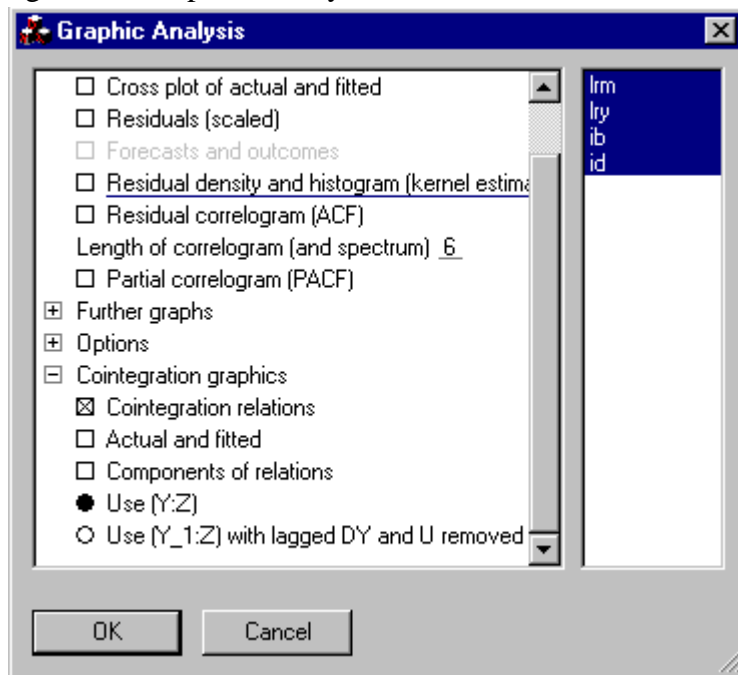 Graphic Analysis
Cross plot of actual and fitted
Residuals (scaled)
Forecasts and outcomes
Residual density and histogram (kernel estima
Residual correlogram (ACF)
Length of correlogram (and spectrum) 6
Partial correlogram (PACF)
Further graphs
Options
Cointegration graphics
Cointegration relations
Actual and fitted
Components of relations
Use (Y:Z)
Use (Y_1:Z) with lagged DY and U removed
lrm
lry
ib
id
OK
Cancel